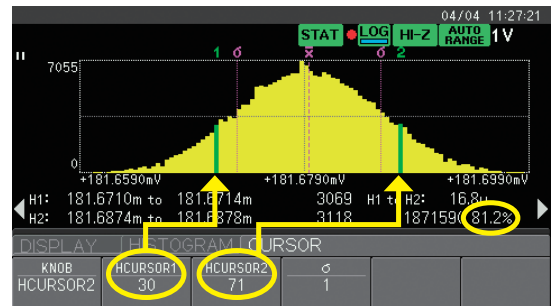 04/04 11:27:21
STAT LOG HI-Z AUTO RANGE 1V
1 σ x̄ σ 2
7055
0
+181.6590mV +181.6790mV +181.6990mV
H1: 181.6710m to 181.6714m 3069 H1 to H2: 16.8µ
H2: 181.6874m to 181.6878m 3118 187159( 81.2%
DISPLAY HISTOGRAM CURSOR
KNOB HCURSOR1 HCURSOR2 σ
HCURSOR2 30 71 1